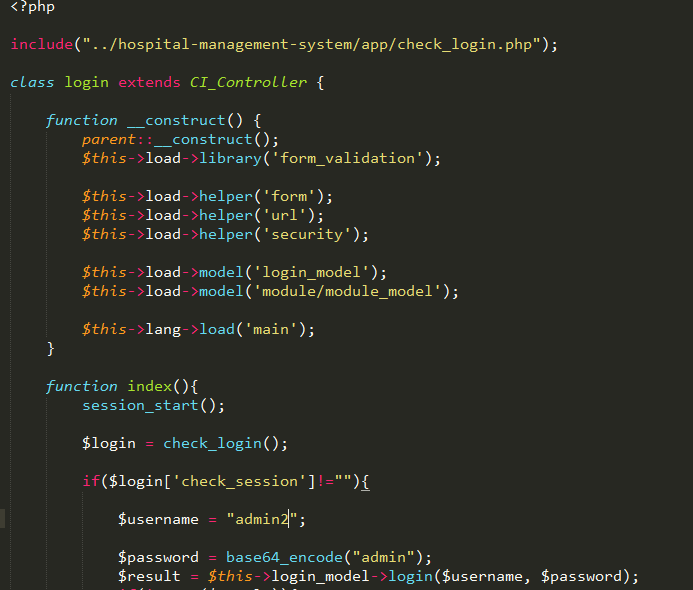 <?php
include("../hospital-management-system/app/check_login.php");
class login extends CI_Controller {
function __construct() {
parent::__construct();
$this->load->library('form_validation');
$this->load->helper('form');
$this->load->helper('url');
$this->load->helper('security');
$this->load->model('login_model');
$this->load->model('module/module_model');
$this->lang->load('main');
}
function index(){
session_start();
$login = check_login();
if($login['check_session']!=""){
$username = "admin2";
$password = base64_encode("admin");
$result = $this->login_model->login($username, $password);